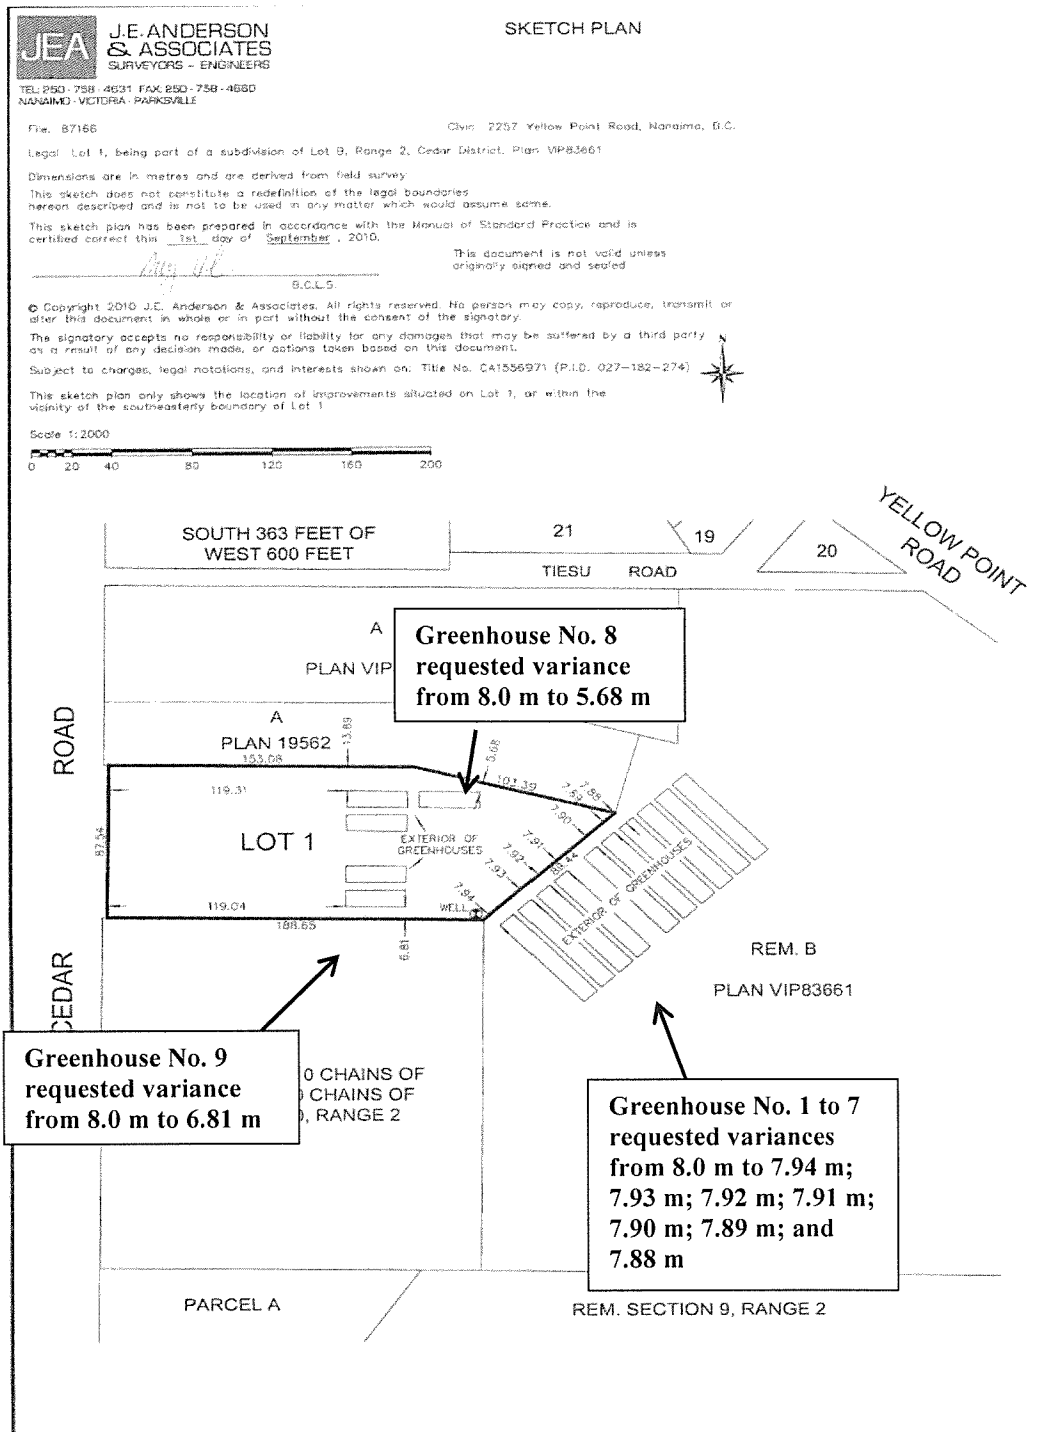 JEA
J.E. ANDERSON
& ASSOCIATES
SURVEYORS - ENGINEERS
TEL: 250 - 758 - 4631 FAX: 250 - 758 - 4660
NANAIMO - VICTORIA - PARKSVILLE
SKETCH PLAN
File: 87166
Civic: 2257 Yellow Point Road, Nanaimo, B.C.
Legal: Lot 1, being part of a subdivision of Lot B, Range 2, Cedar District, Plan VIP83661
Dimensions are in metres and are derived from field survey
This sketch does not constitute a redefinition of the legal boundaries
hereon described and is not to be used in any matter which would assume same.
This sketch plan has been prepared in accordance with the Manual of Standard Practice and is
certified correct this 1st day of September , 2010.
This document is not valid unless
originally signed and sealed
B.C.L.S.
© Copyright 2010 J.E. Anderson & Associates. All rights reserved. No person may copy, reproduce, transmit or
alter this document in whole or in part without the consent of the signatory.
The signatory accepts no responsibility or liability for any damages that may be suffered by a third party
as a result of any decision made, or actions taken based on this document.
Subject to charges, legal notations, and interests shown on: Title No. CA1556971 (P.I.D. 027-182-274)
N
This sketch plan only shows the location of improvements situated on Lot 1, or within the
vicinity of the southeasterly boundary of Lot 1
Scale 1:2000
0 20 40 80 120 160 200
SOUTH 363 FEET OF
WEST 600 FEET
21
19
20
YELLOW POINT
ROAD
TIESU ROAD
A
PLAN VIP
Greenhouse No. 8
requested variance
from 8.0 m to 5.68 m
A
PLAN 19562
13.89
153.08
5.68
103.39
7.88
7.89
7.90
7.91
7.92
7.93
7.94
89.44
119.31
87.54
LOT 1
EXTERIOR OF
GREENHOUSES
119.04
WELL
188.65
6.81
EXTERIOR OF GREENHOUSES
CEDAR ROAD
REM. B
PLAN VIP83661
Greenhouse No. 9
requested variance
from 8.0 m to 6.81 m
0 CHAINS OF
CHAINS OF
, RANGE 2
Greenhouse No. 1 to 7
requested variances
from 8.0 m to 7.94 m;
7.93 m; 7.92 m; 7.91 m;
7.90 m; 7.89 m; and
7.88 m
PARCEL A
REM. SECTION 9, RANGE 2